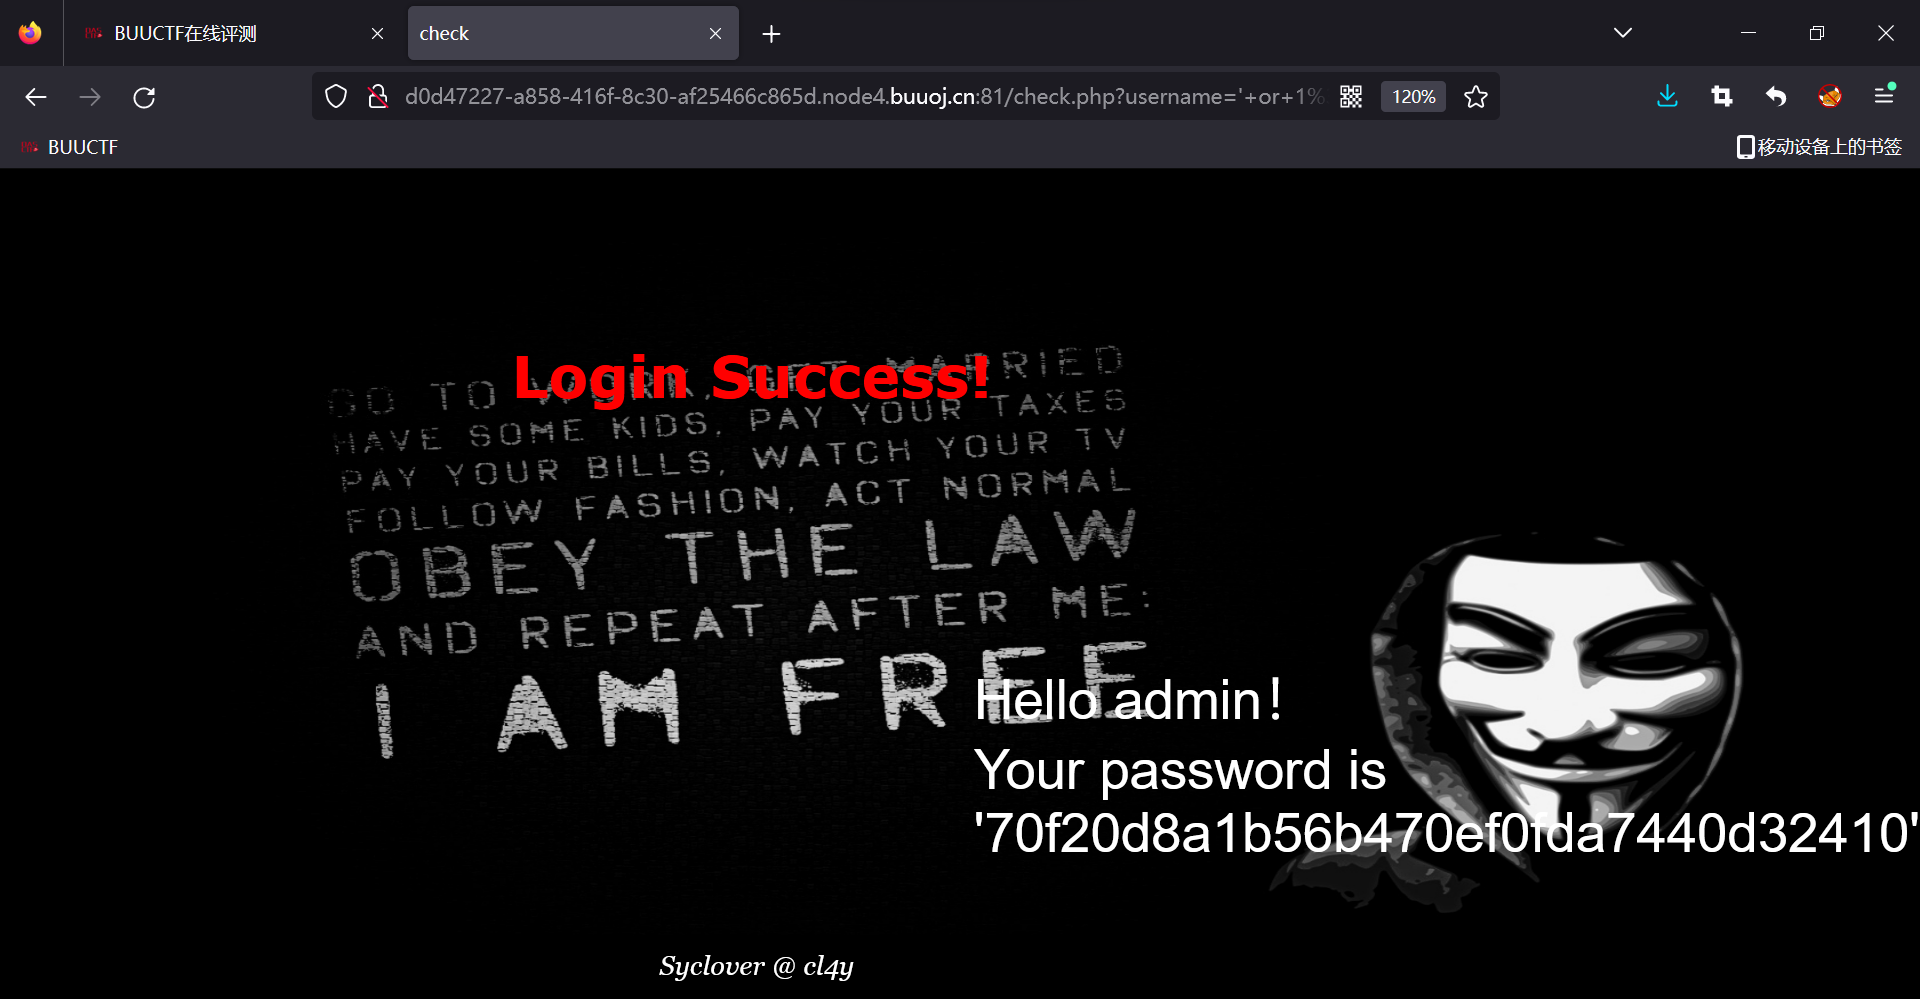 BUUCTF在线评测
check
d0d47227-a858-416f-8c30-af25466c865d.node4.buuoj.cn:81/check.php?username='+or+1%
120%
BUUCTF
移动设备上的书签
Login Success!
GO TO WORK, GET MARRIED
HAVE SOME KIDS, PAY YOUR TAXES
PAY YOUR BILLS, WATCH YOUR TV
FOLLOW FASHION, ACT NORMAL
OBEY THE LAW
AND REPEAT AFTER ME:
I AM FREE
Hello admin！
Your password is
'70f20d8a1b56b470ef0fda7440d32410'
Syclover @ cl4y